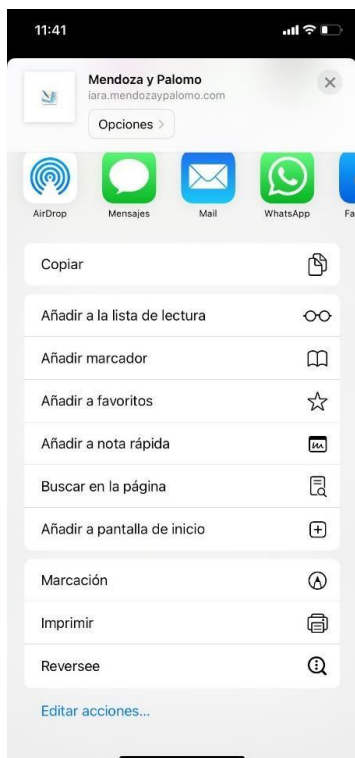 11:41
Mendoza y Palomo
iara.mendozaypalomo.com
Opciones >
AirDrop
Mensajes
Mail
WhatsApp
Fa
Copiar
Añadir a la lista de lectura
Añadir marcador
Añadir a favoritos
Añadir a nota rápida
Buscar en la página
Añadir a pantalla de inicio
Marcación
Imprimir
Reversee
Editar acciones...